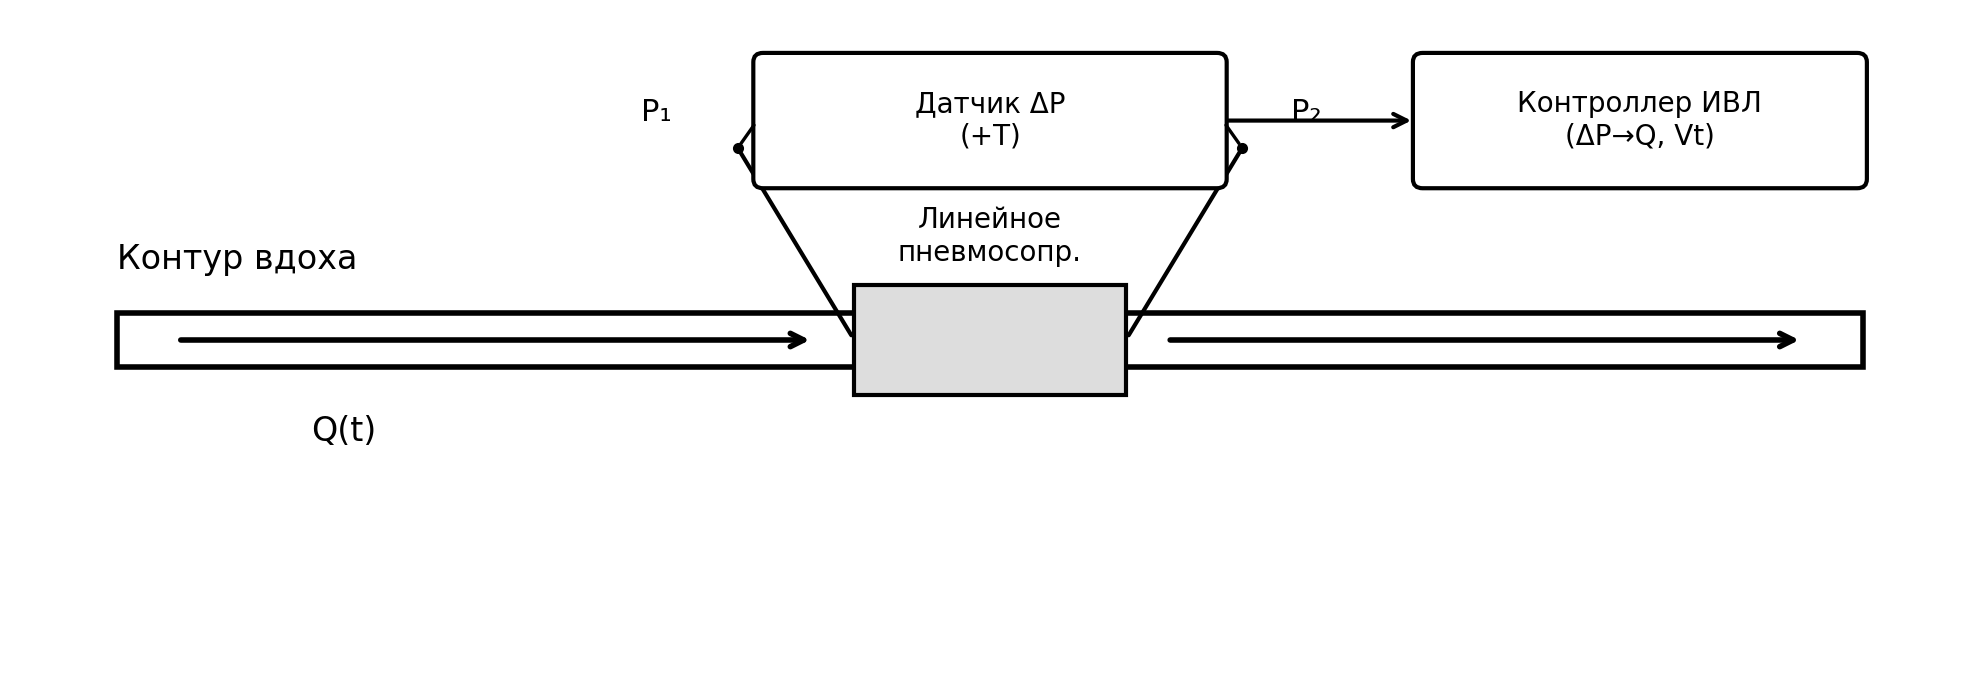 P₁
Датчик ΔP
(+T)
P₂
Контроллер ИВЛ
(ΔP→Q, Vt)
Линейное
пневмосопр.
Контур вдоха
Q(t)